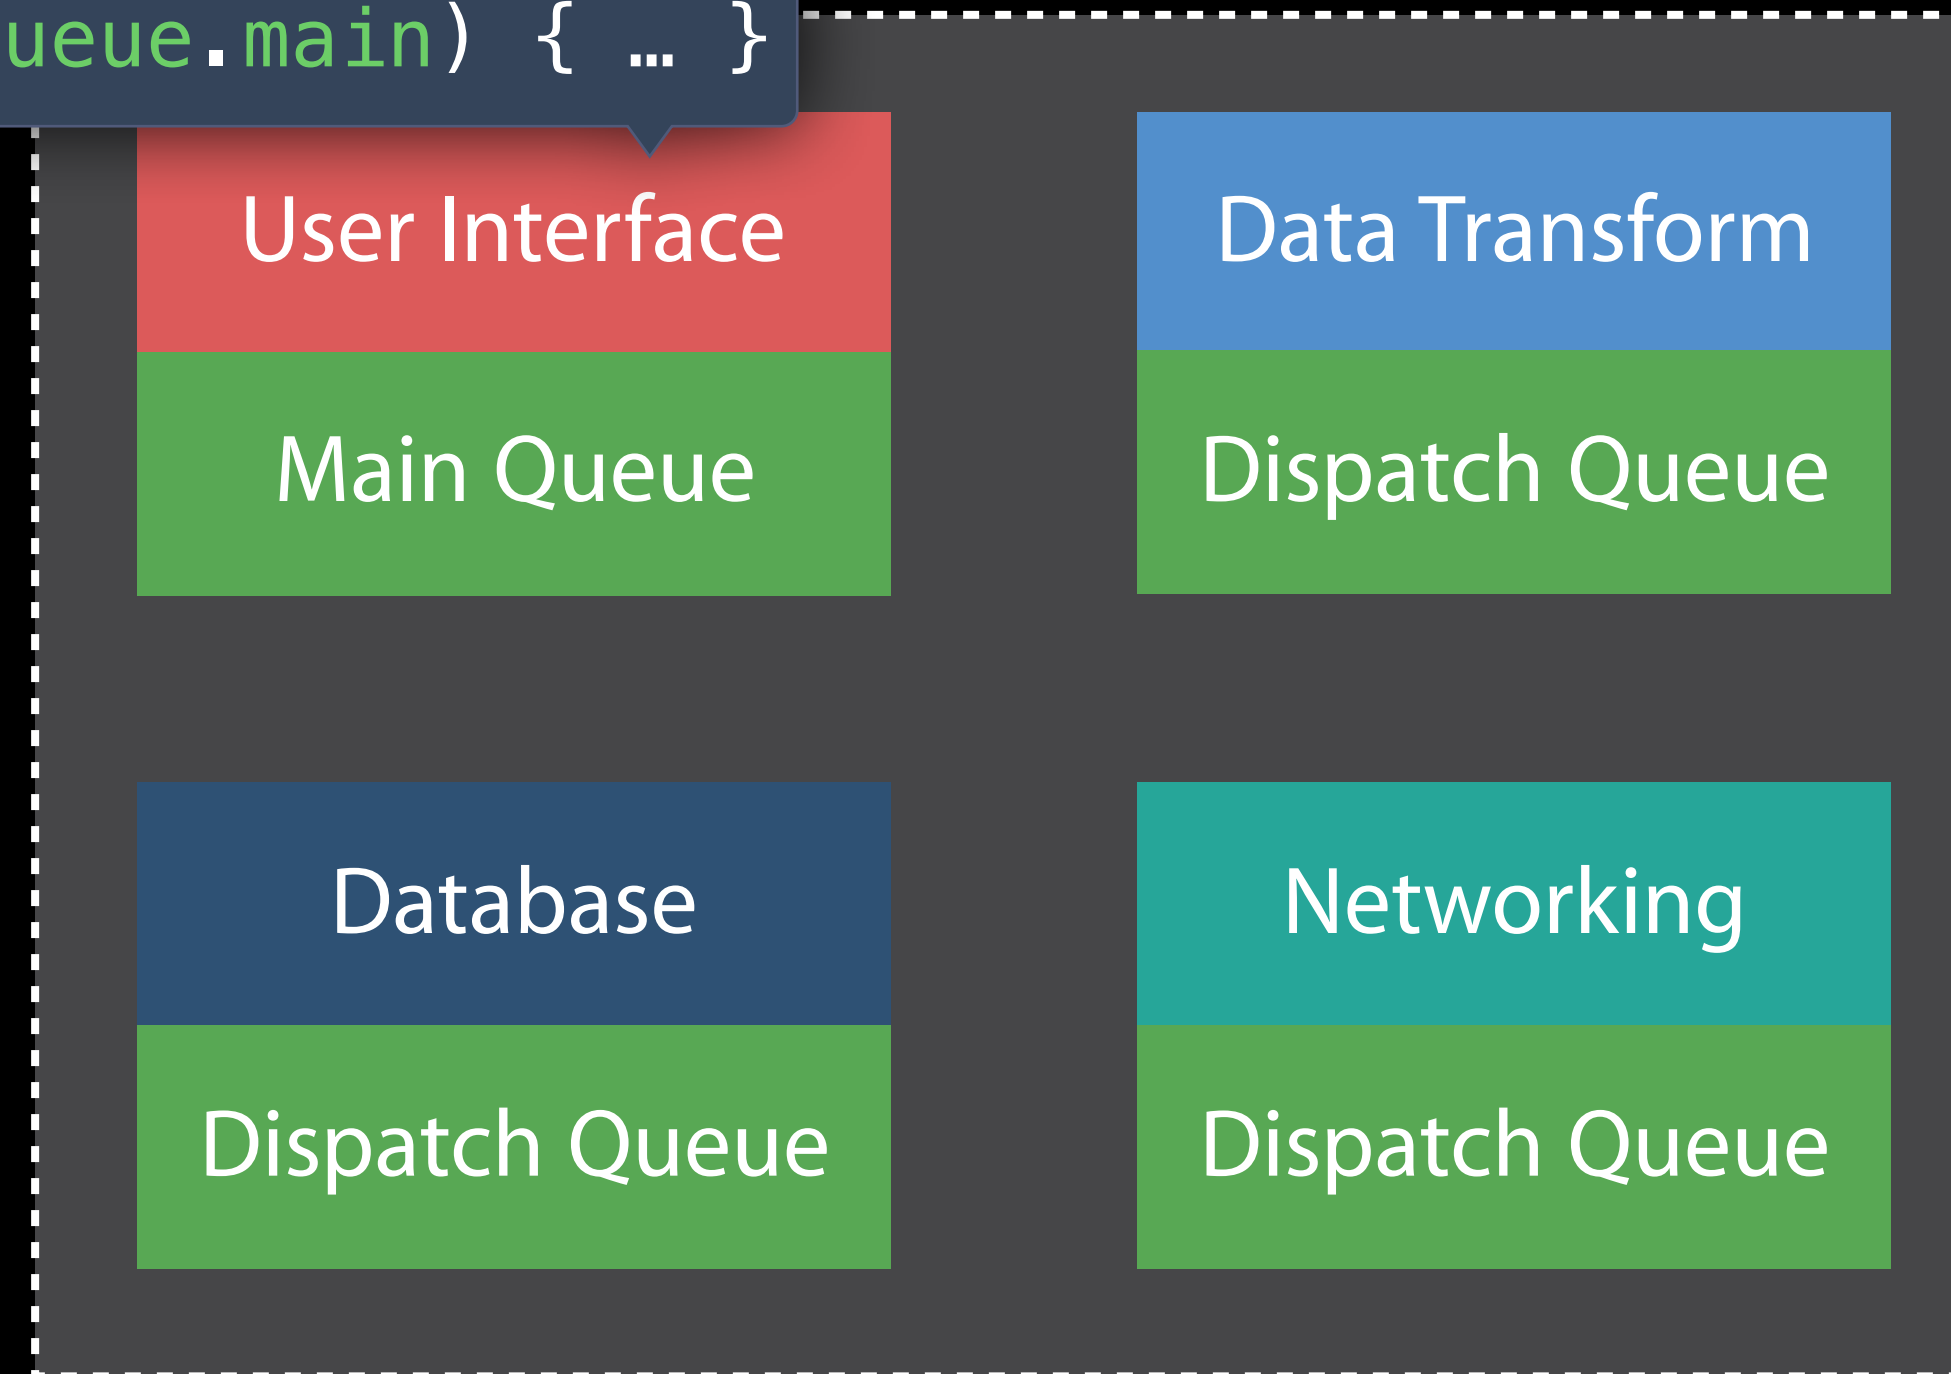 ueue.main) { … }
User Interface
Main Queue
Data Transform
Dispatch Queue
Database
Dispatch Queue
Networking
Dispatch Queue